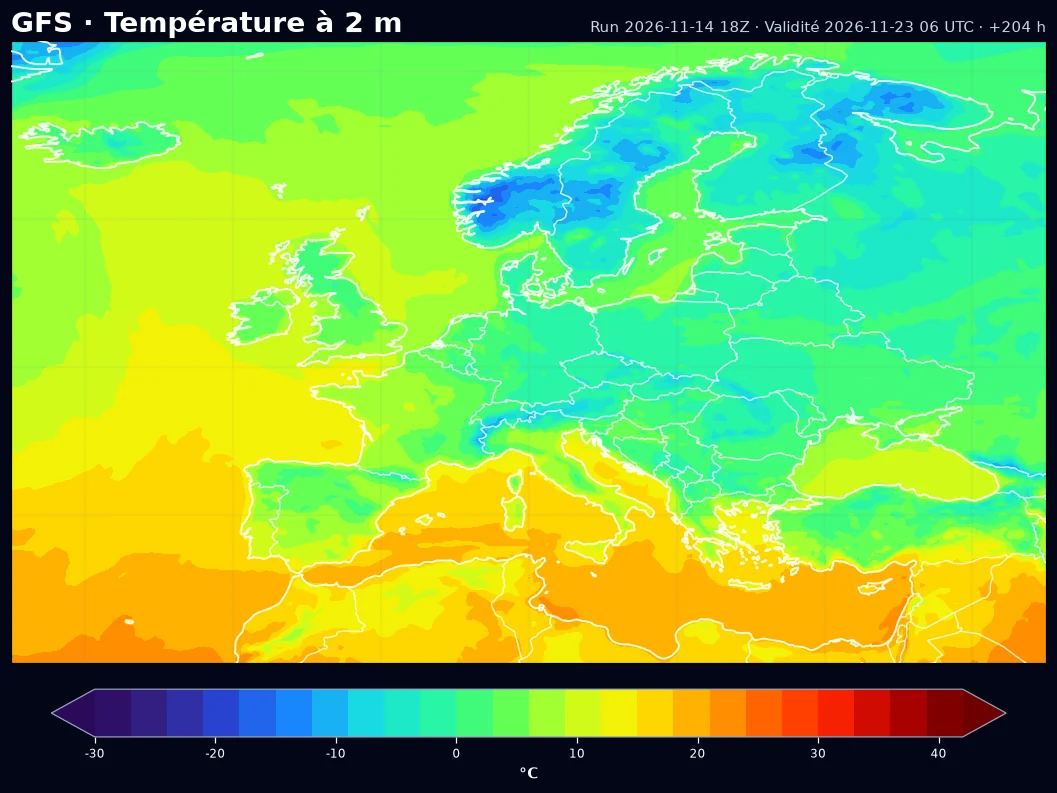 GFS · Température à 2 m
Run 2026-11-14 18Z · Validité 2026-11-23 06 UTC · +204 h
-30 -20 -10 0 10 20 30 40
°C